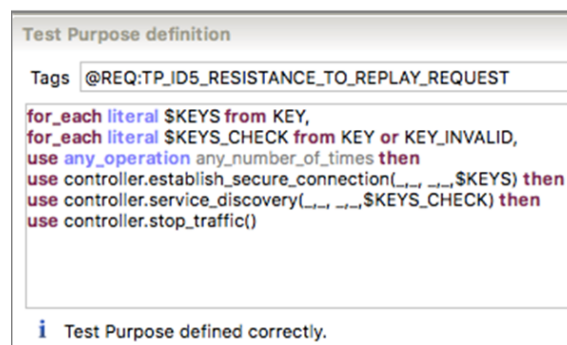 Test Purpose definition
Tags @REQ:TP_ID5_RESISTANCE_TO_REPLAY_REQUEST
for_each literal $KEYS from KEY,
for_each literal $KEYS_CHECK from KEY or KEY_INVALID,
use any_operation any_number_of_times then
use controller.establish_secure_connection(_,_, _,_,$KEYS) then
use controller.service_discovery(_,_, _,_,$KEYS_CHECK) then
use controller.stop_traffic()
i Test Purpose defined correctly.